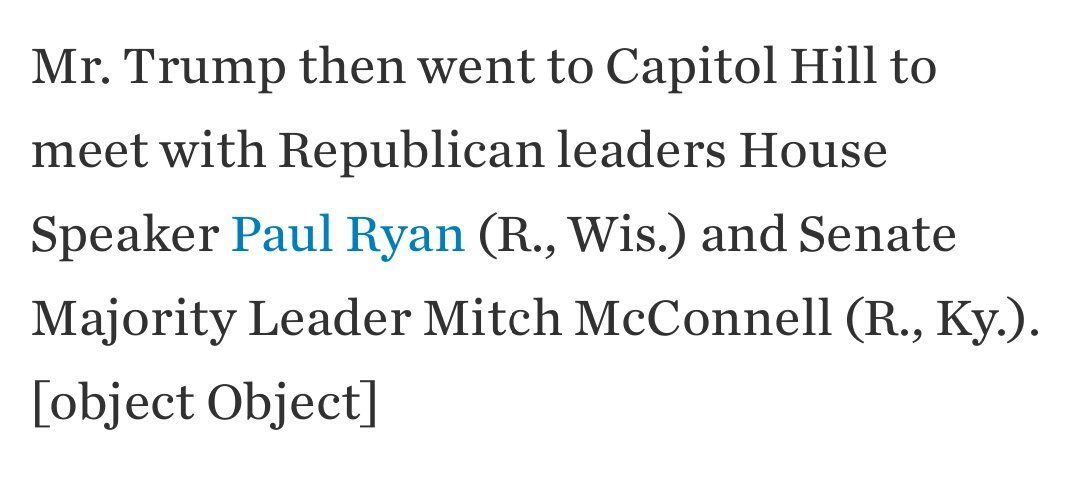 Mr. Trump then went to Capitol Hill to
meet with Republican leaders House
Speaker Paul Ryan (R., Wis.) and Senate
Majority Leader Mitch McConnell (R., Ky.).
[object Object]